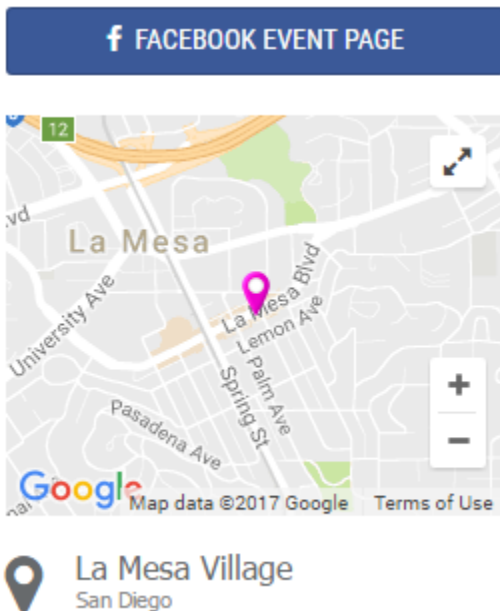 f FACEBOOK EVENT PAGE
12
vd
La Mesa
La Mesa Blvd
University Ave
Lemon Ave
Spring St
Palm Ave
Pasadena Ave
Google
Map data ©2017 Google Terms of Use
La Mesa Village
San Diego